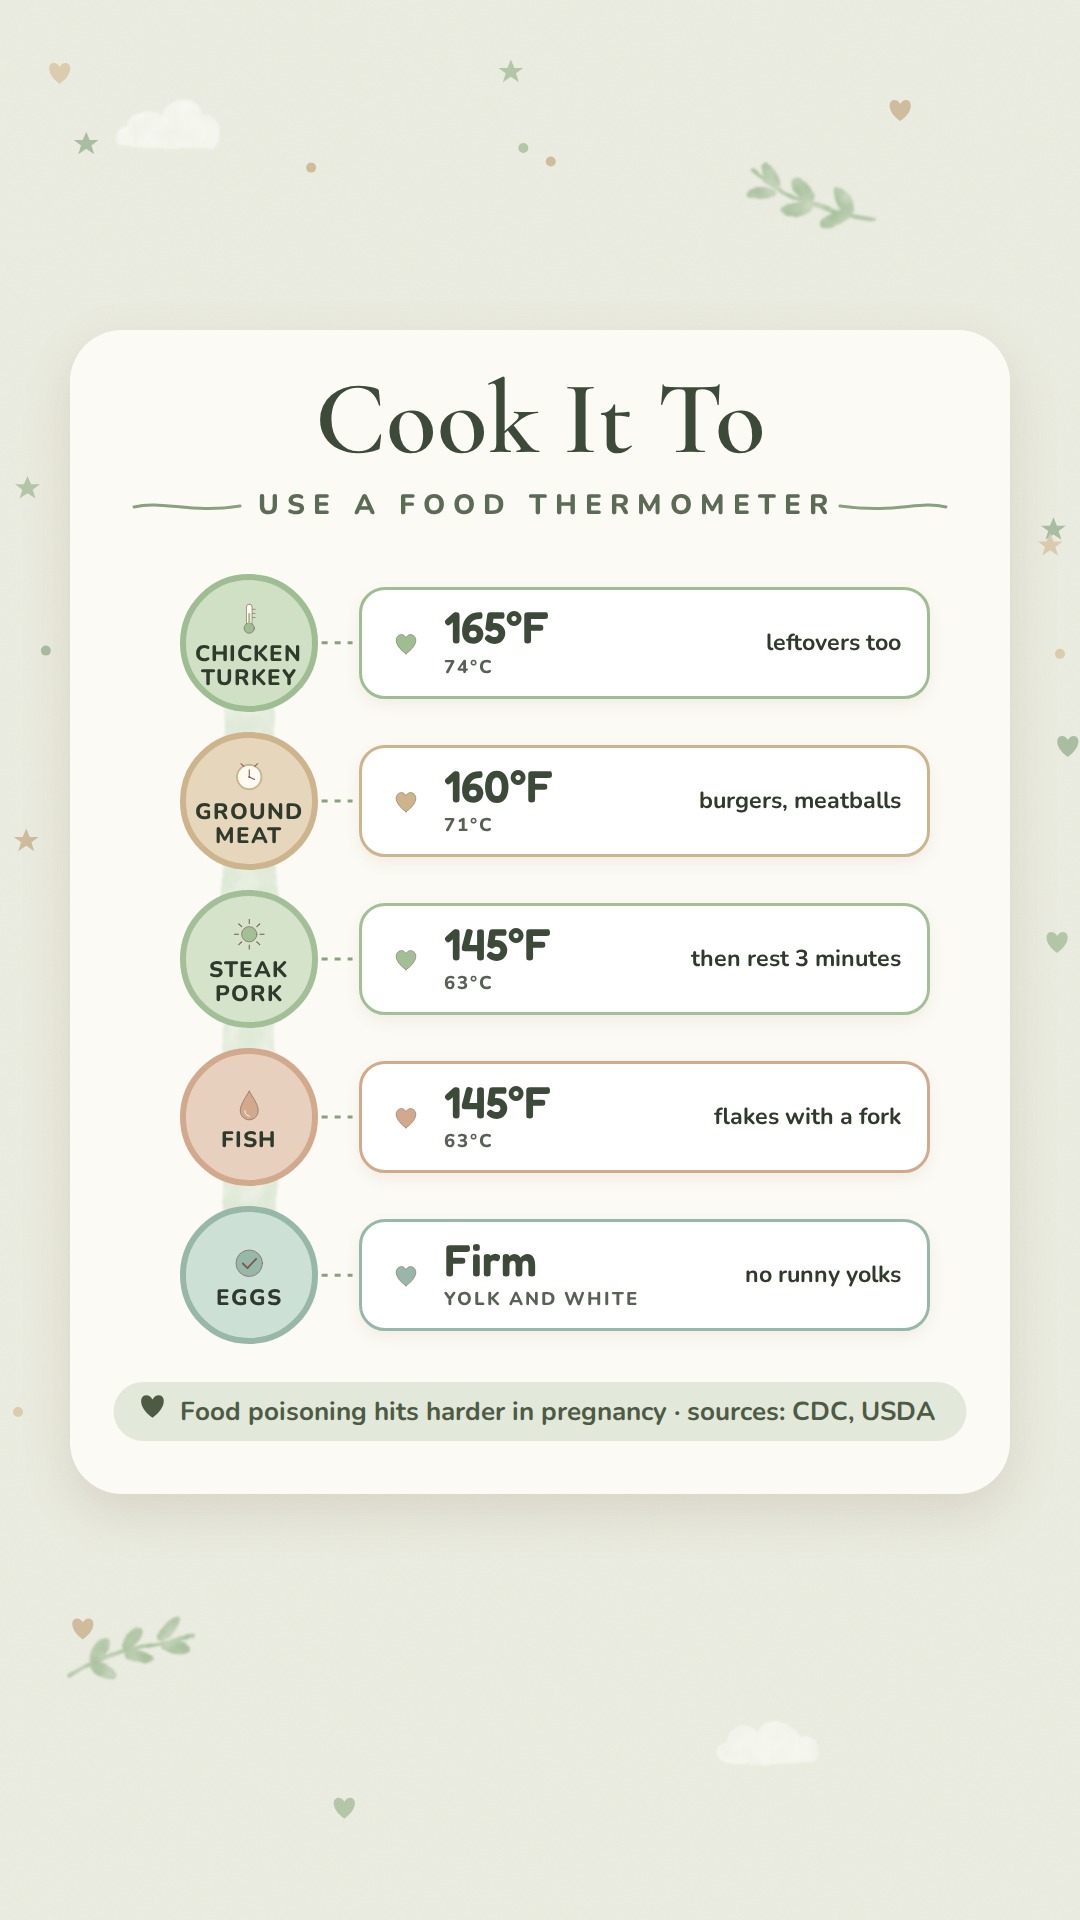 Cook It To
USE A FOOD THERMOMETER
CHICKEN
TURKEY
165°F
74°C
leftovers too
GROUND
MEAT
160°F
71°C
burgers, meatballs
STEAK
PORK
145°F
63°C
then rest 3 minutes
FISH
145°F
63°C
flakes with a fork
EGGS
Firm
YOLK AND WHITE
no runny yolks
Food poisoning hits harder in pregnancy · sources: CDC, USDA